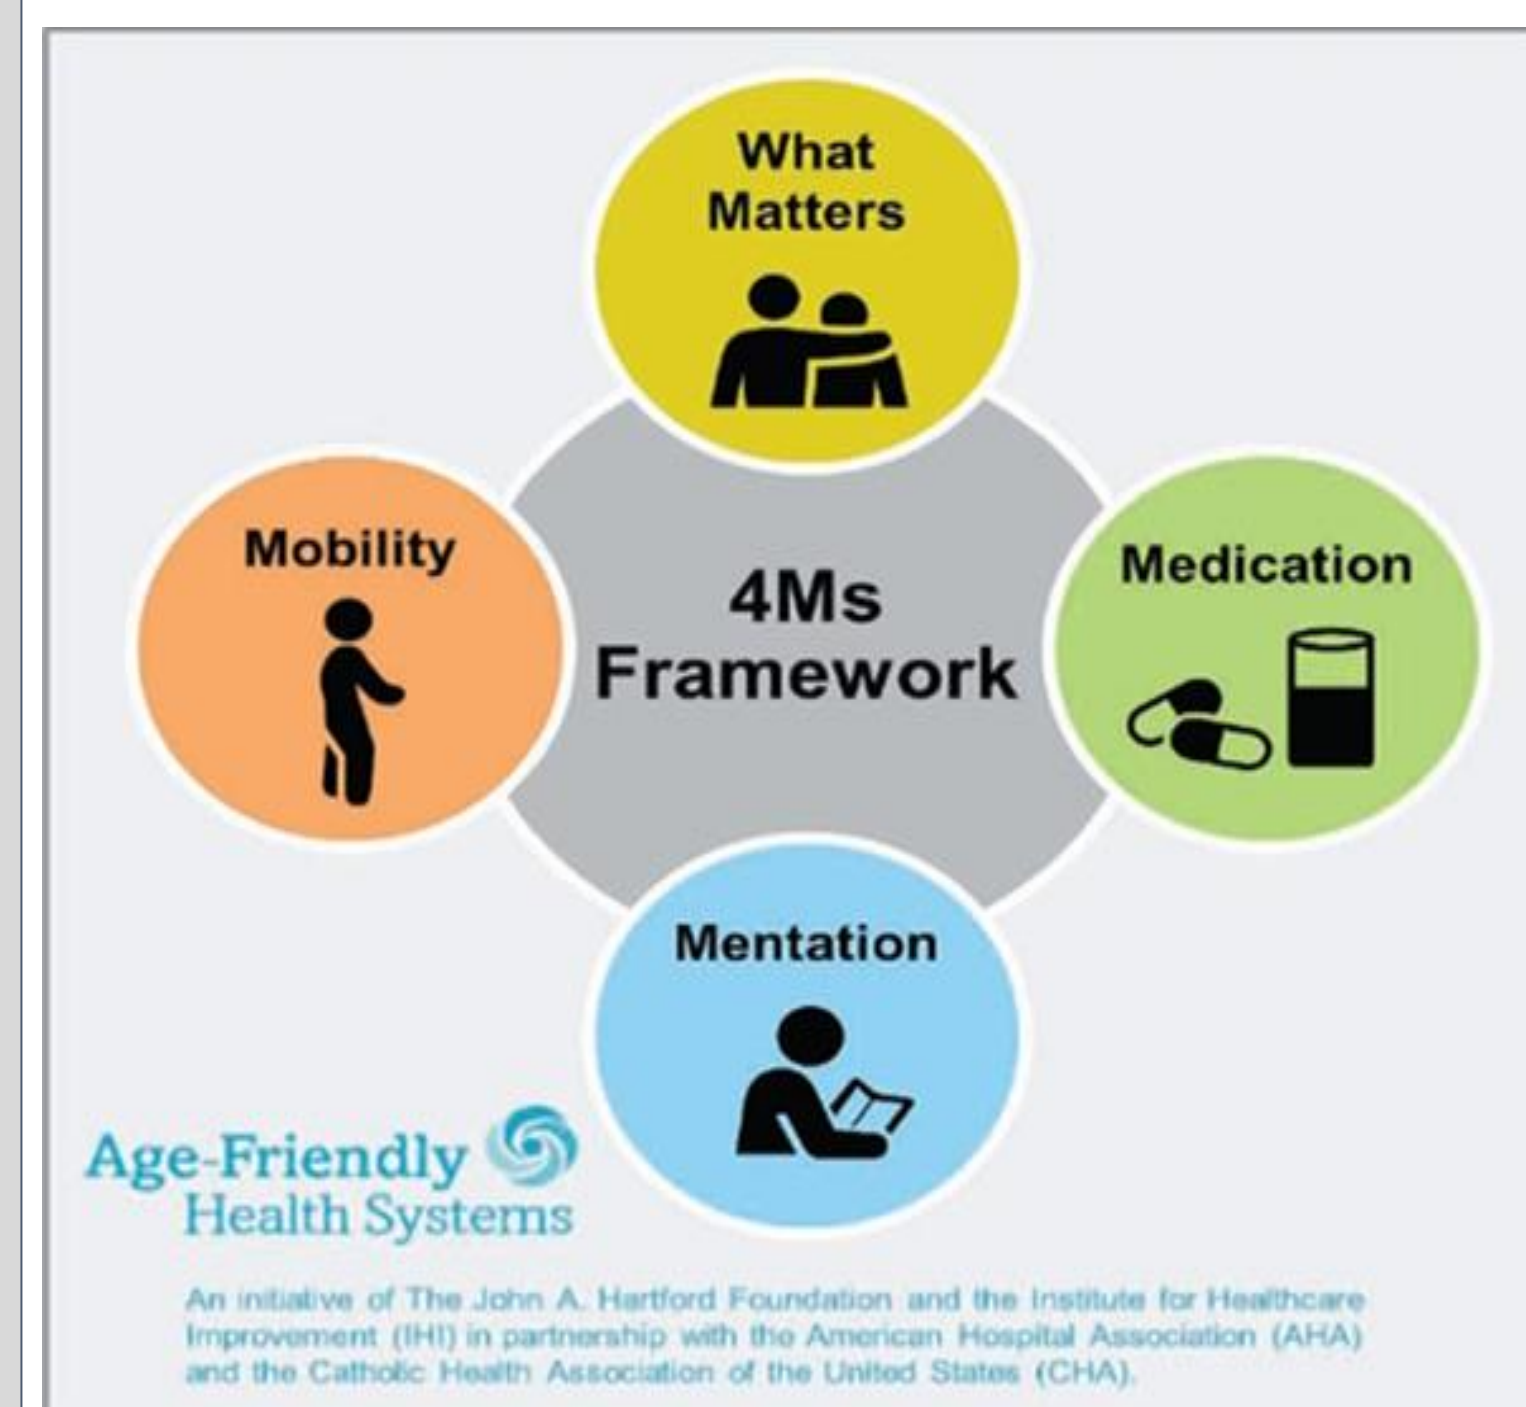 What
Matters
Mobility
4Ms
Framework
Medication
Mentation
Age-Friendly
Health Systems
An initiative of The John A. Hartford Foundation and the Institute for Healthcare
Improvement (IHI) in partnership with the American Hospital Association (AHA)
and the Catholic Health Association of the United States (CHA).